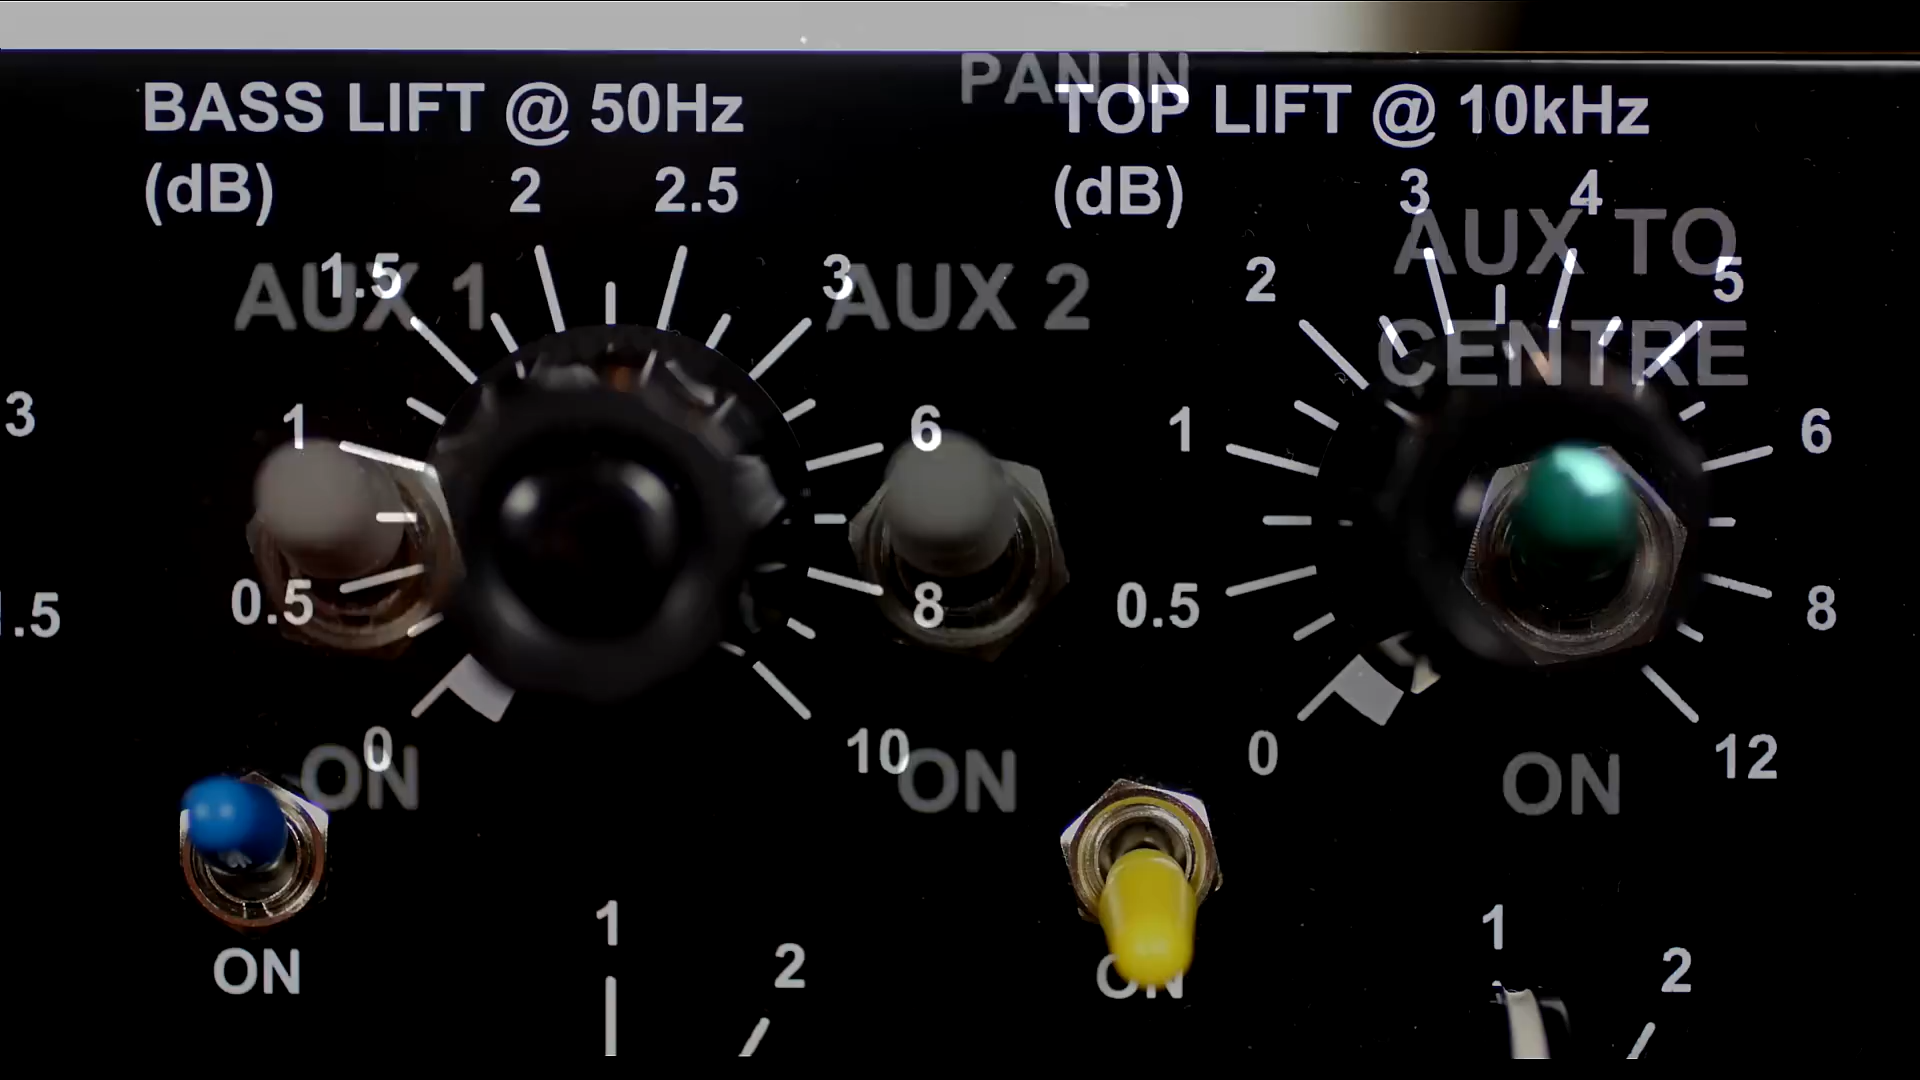 PAN IN
BASS LIFT @ 50Hz
TOP LIFT @ 10kHz
(dB)
2
2.5
(dB)
3
4
AUX TO
CENTRE
1.5
3
2
5
AUX 1
AUX 2
3
1
6
1
6
.5
0.5
8
0.5
8
0
10
0
12
ON
ON
ON
ON
ON
1
2
1
2